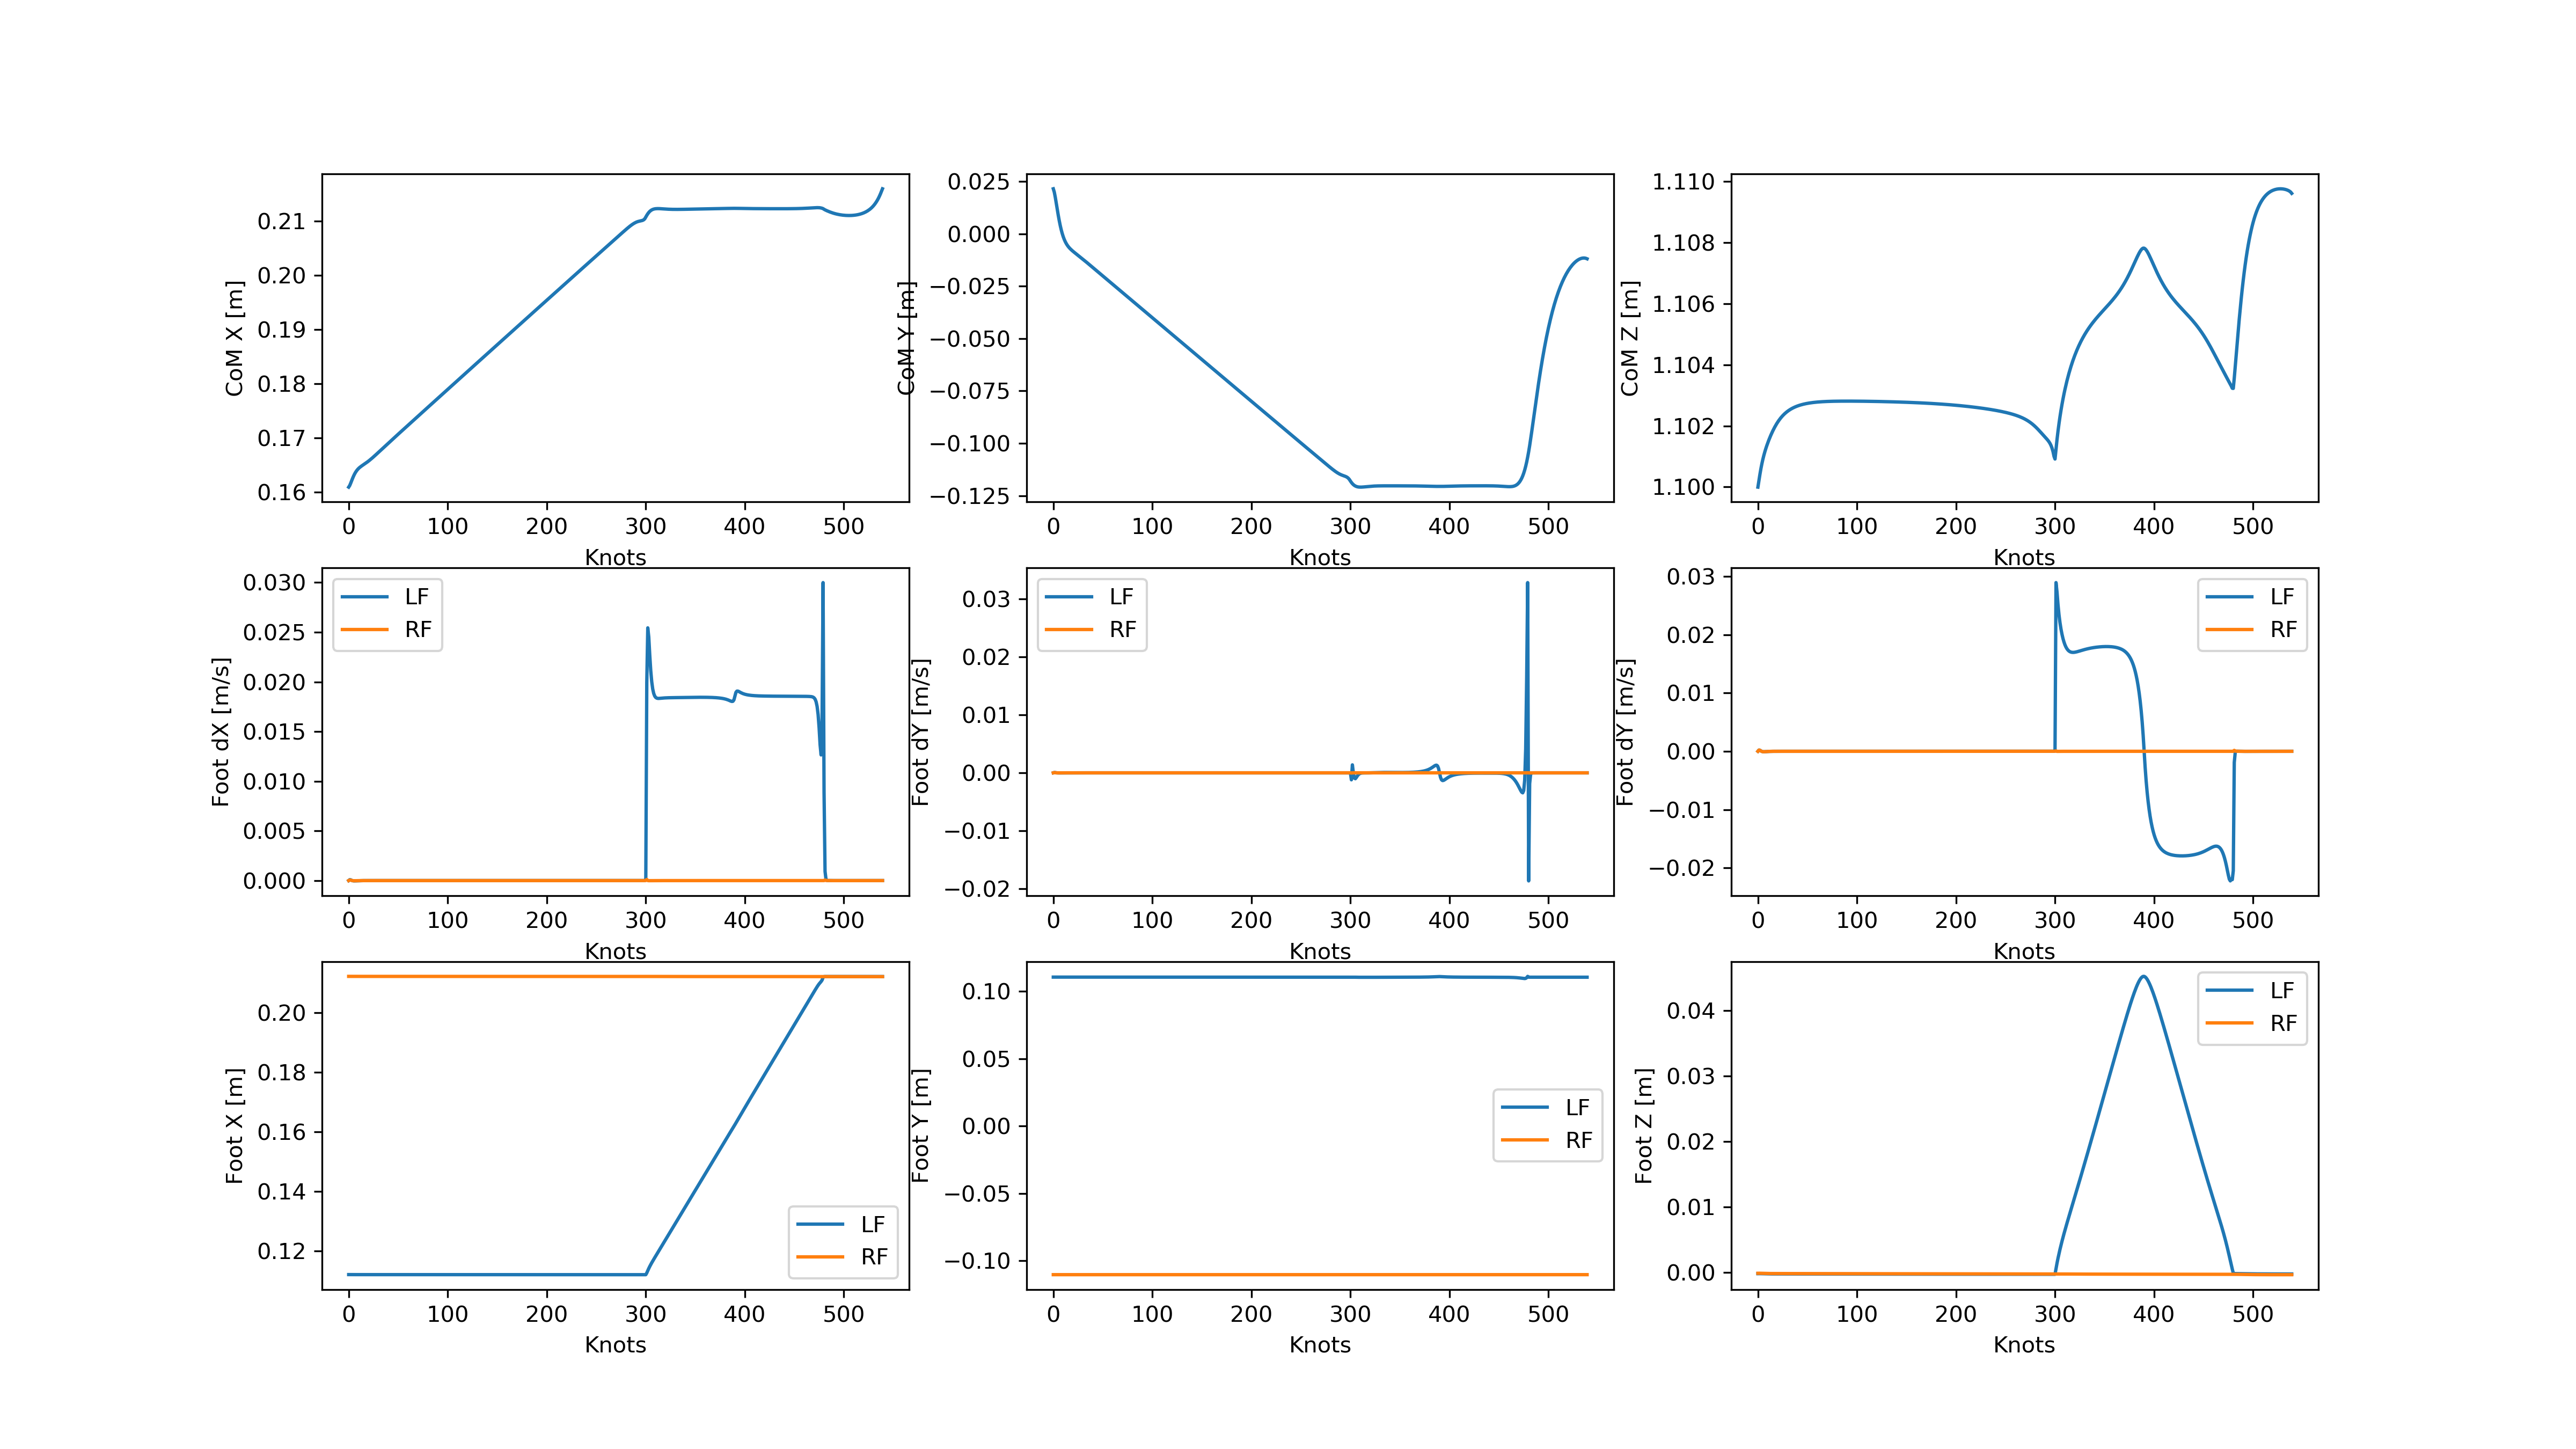 CoM X [m]
0.21
0.20
0.19
0.18
0.17
0.16
0 100 200 300 400 500
Knots
CoM Y [m]
0.025
0.000
−0.025
−0.050
−0.075
−0.100
−0.125
0 100 200 300 400 500
Knots
CoM Z [m]
1.110
1.108
1.106
1.104
1.102
1.100
0 100 200 300 400 500
Knots
Foot dX [m/s]
0.030
0.025
0.020
0.015
0.010
0.005
0.000
LF
RF
0 100 200 300 400 500
Knots
Foot dY [m/s]
0.03
0.02
0.01
0.00
−0.01
−0.02
LF
RF
0 100 200 300 400 500
Knots
Foot dY [m/s]
0.03
0.02
0.01
0.00
−0.01
−0.02
LF
RF
0 100 200 300 400 500
Knots
Foot X [m]
0.20
0.18
0.16
0.14
0.12
LF
RF
0 100 200 300 400 500
Knots
Foot Y [m]
0.10
0.05
0.00
−0.05
−0.10
LF
RF
0 100 200 300 400 500
Knots
Foot Z [m]
0.04
0.03
0.02
0.01
0.00
LF
RF
0 100 200 300 400 500
Knots